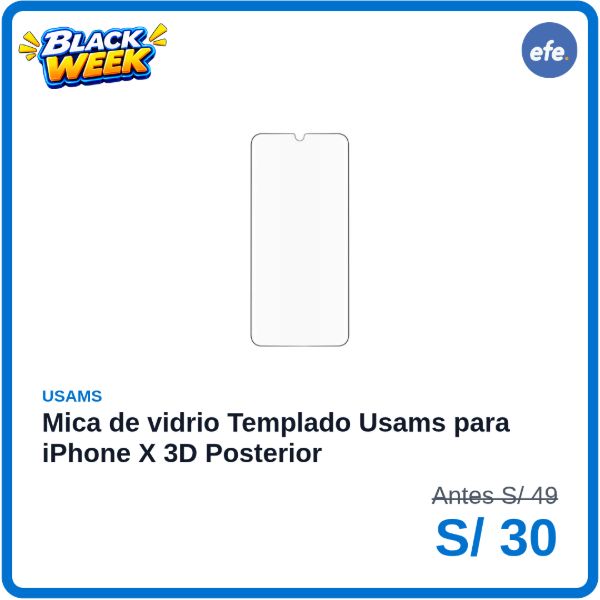 BLACK
WEEK
efe.
USAMS
Mica de vidrio Templado Usams para
iPhone X 3D Posterior
Antes S/ 49
S/ 30